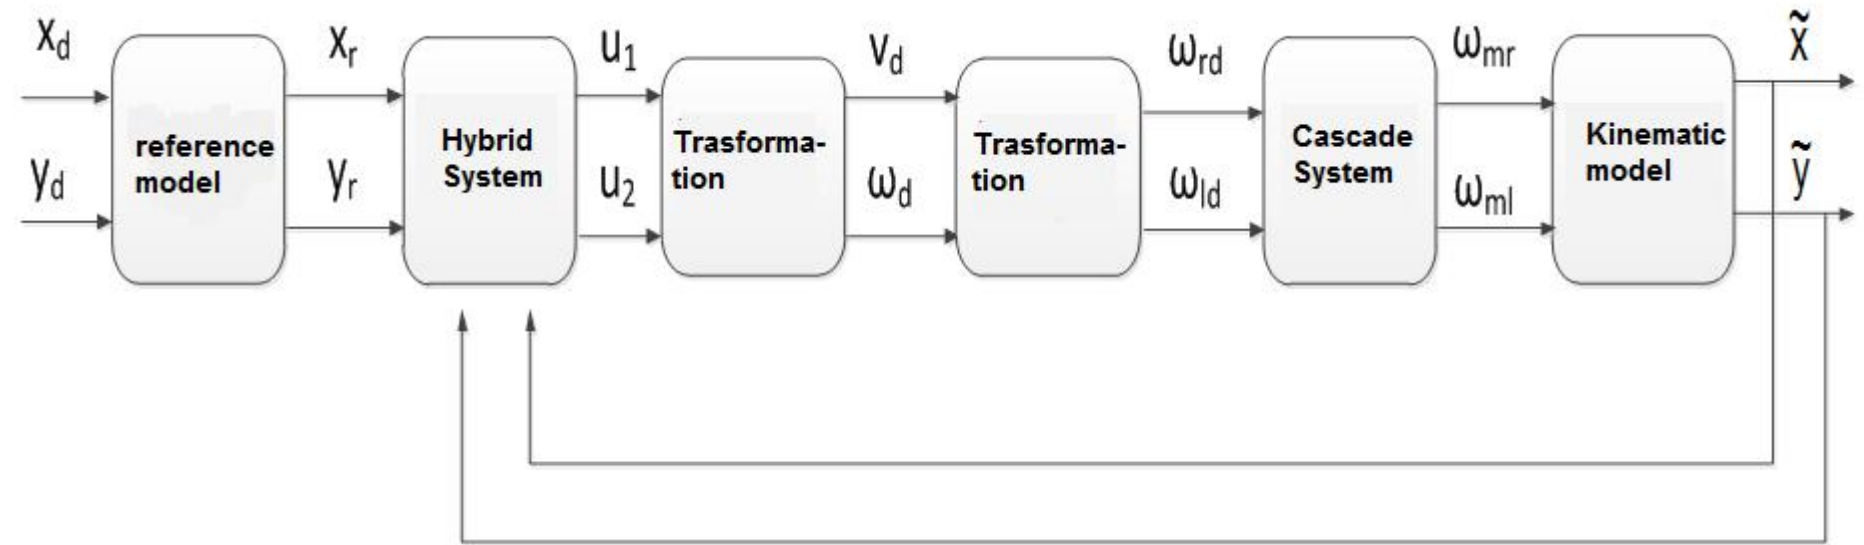 x_d
y_d
reference
model
x_r
y_r
Hybrid
System
u_1
u_2
Trasforma-
tion
v_d
ω_d
Trasforma-
tion
ω_rd
ω_ld
Cascade
System
ω_mr
ω_ml
Kinematic
model
x̃
ỹ